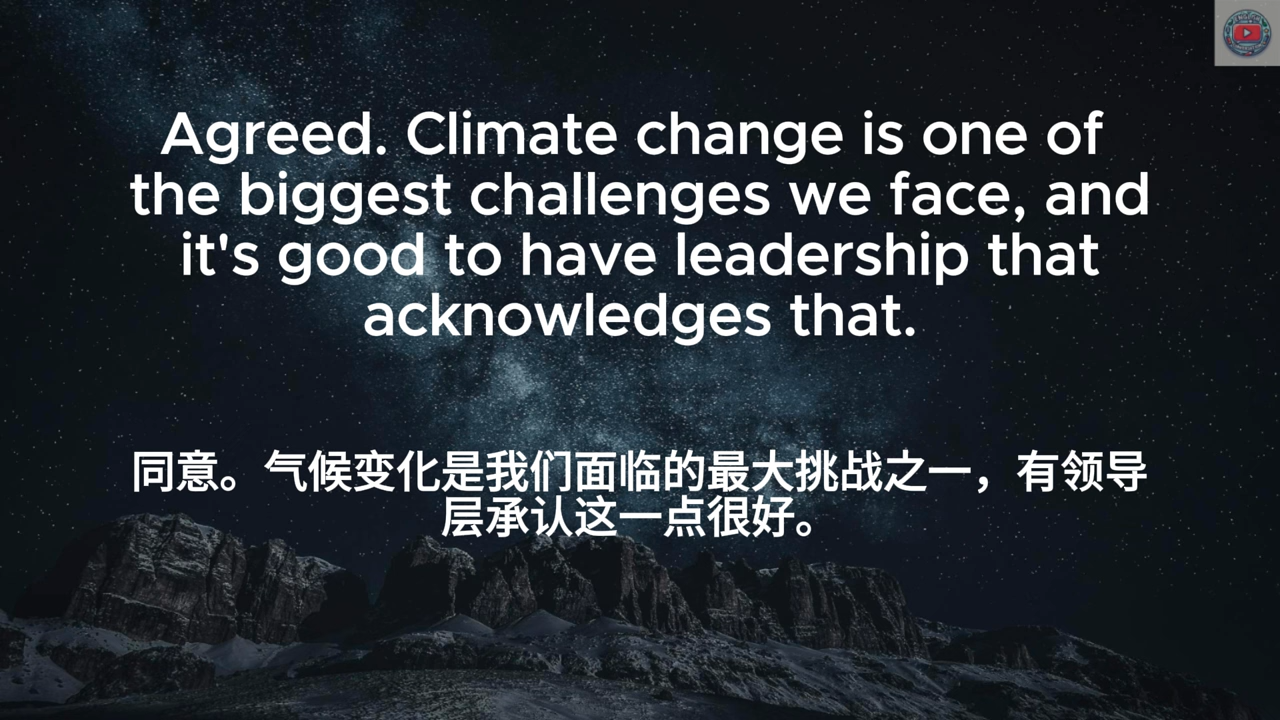 Agreed. Climate change is one of
the biggest challenges we face, and
it's good to have leadership that
acknowledges that.
同意。气候变化是我们面临的最大挑战之一，有领导
层承认这一点很好。